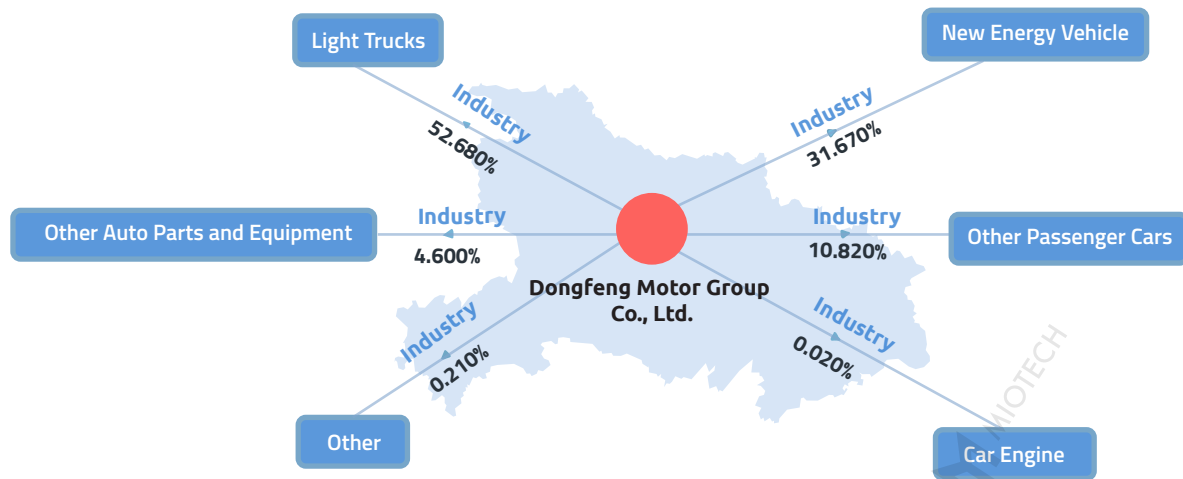 Light Trucks
New Energy Vehicle
Industry
52.680%
Industry
31.670%
Other Auto Parts and Equipment
Industry
4.600%
Industry
10.820%
Other Passenger Cars
Dongfeng Motor Group
Co., Ltd.
Industry
0.210%
Industry
0.020%
Other
Car Engine
MIOTECH